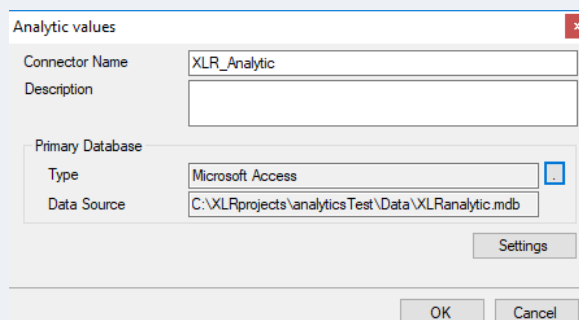 Analytic values
x
Connector Name XLR_Analytic
Description
Primary Database
Type Microsoft Access .
Data Source C:\XLRprojects\analyticsTest\Data\XLRanalytic.mdb
Settings
OK Cancel